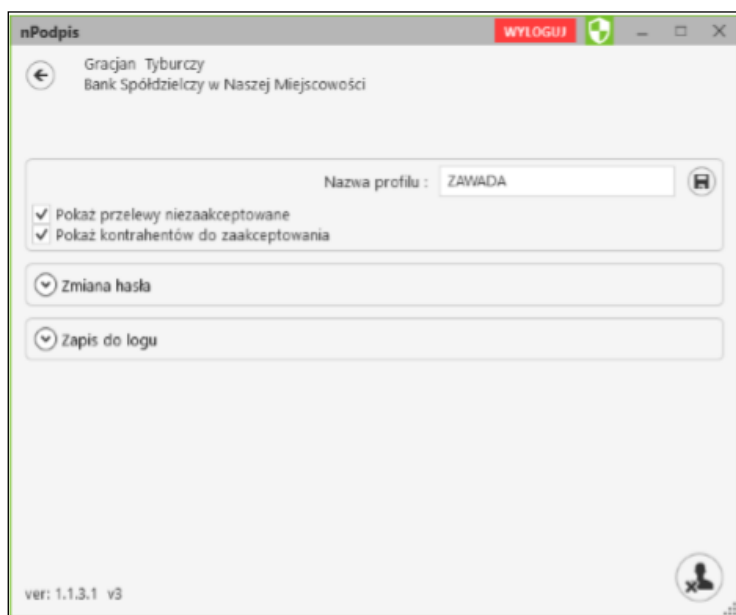 nPodpis WYLOGUJ
Gracjan Tyburczy
Bank Spółdzielczy w Naszej Miejscowości
Nazwa profilu : ZAWADA
Pokaż przelewy niezaakceptowane
Pokaż kontrahentów do zaakceptowania
Zmiana hasła
Zapis do logu
ver: 1.1.3.1 v3